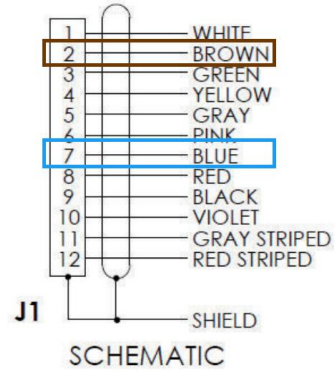 1 WHITE
2 BROWN
3 GREEN
4 YELLOW
5 GRAY
6 PINK
7 BLUE
8 RED
9 BLACK
10 VIOLET
11 GRAY STRIPED
12 RED STRIPED
J1 SHIELD
SCHEMATIC